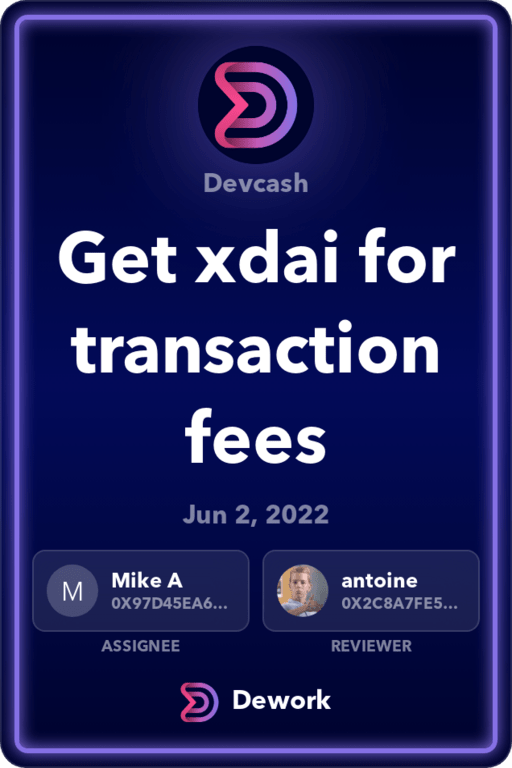 Devcash
Get xdai for
transaction
fees
Jun 2, 2022
M
Mike A
0X97D45EA6...
antoine
0X2C8A7FE5...
ASSIGNEE
REVIEWER
Dework